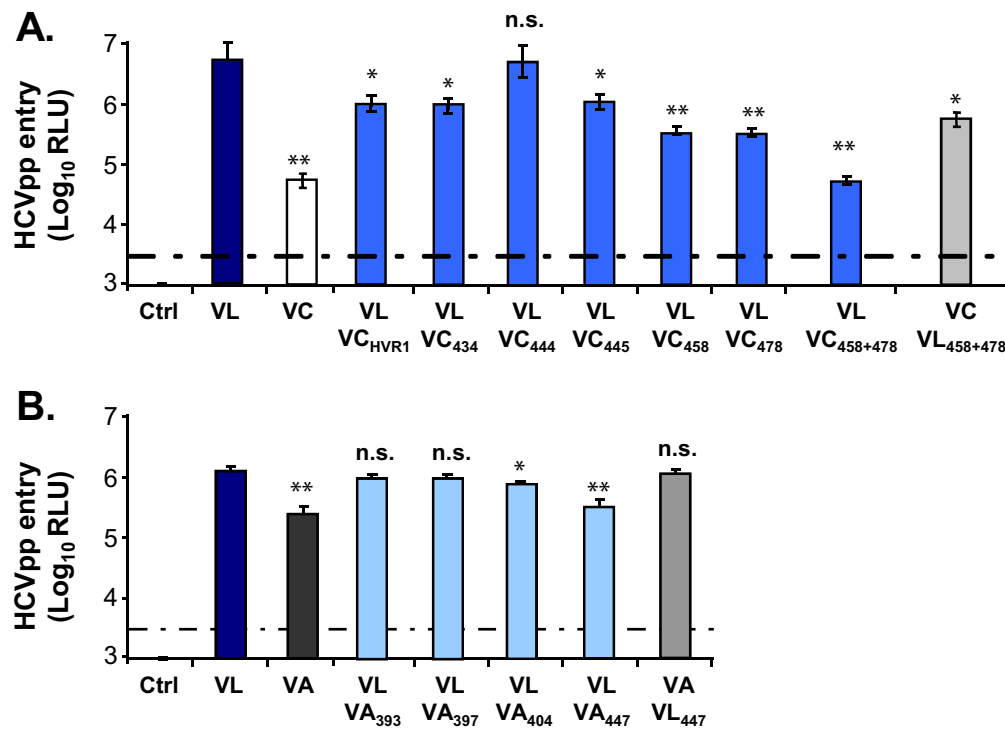 A.
HCVpp entry
(Log₁₀ RLU)
7
6
5
4
3
** * * n.s. * ** ** ** *
Ctrl VL VC VL VL VL VL VL VL VL VC
VC_HVR1 VC₄₃₄ VC₄₄₄ VC₄₄₅ VC₄₅₈ VC₄₇₈ VC₄₅₈₊₄₇₈ VL₄₅₈₊₄₇₈
B.
HCVpp entry
(Log₁₀ RLU)
7
6
5
4
3
** n.s. n.s. * ** n.s.
Ctrl VL VA VL VL VL VL VA
VA₃₉₃ VA₃₉₇ VA₄₀₄ VA₄₄₇ VL₄₄₇